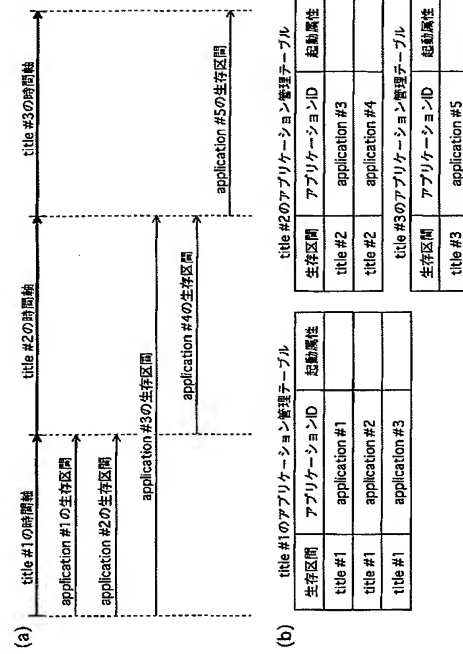 (a)
title #1の時間軸
title #2の時間軸
title #3の時間軸
application #1の生存区間
application #2の生存区間
application #3の生存区間
application #4の生存区間
application #5の生存区間
(b)
title #1のアプリケーション管理テーブル
生存区間 アプリケーションID 起動属性
title #1 application #1
title #1 application #2
title #1 application #3
title #2のアプリケーション管理テーブル
生存区間 アプリケーションID 起動属性
title #2 application #3
title #2 application #4
title #3のアプリケーション管理テーブル
生存区間 アプリケーションID 起動属性
title #3 application #5